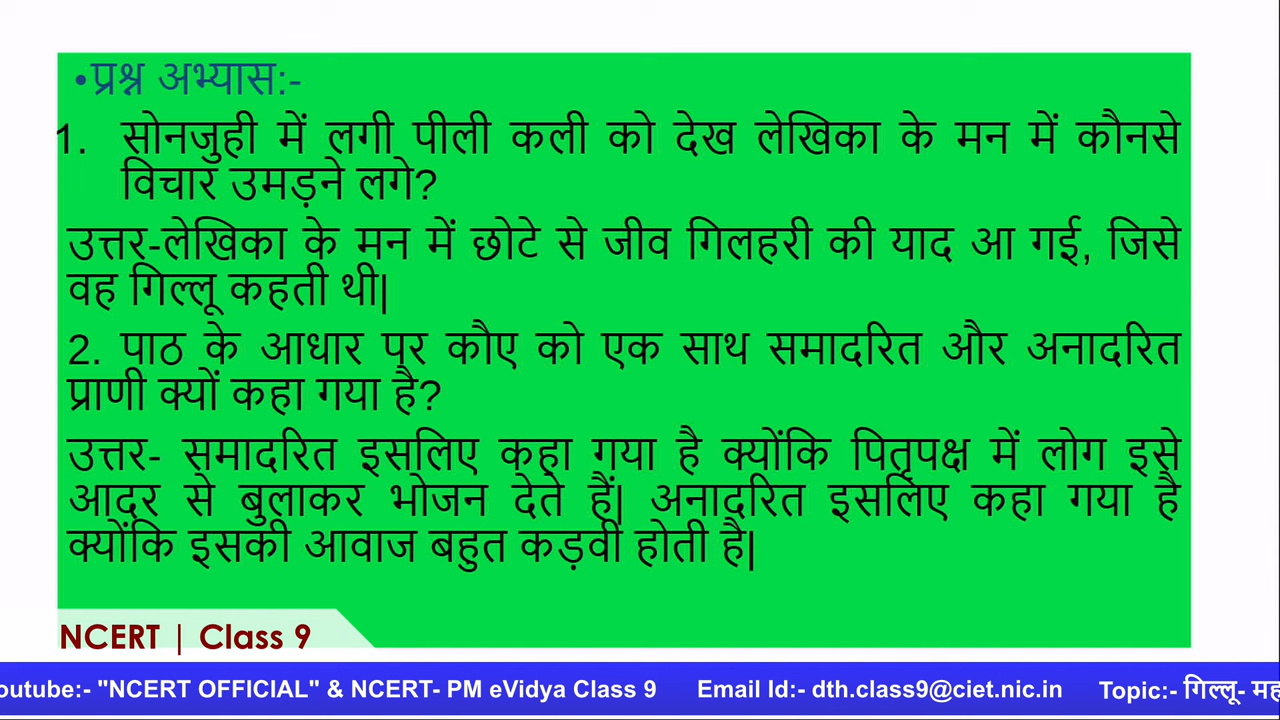 •प्रश्न अभ्यास:-
1. सोनजुही में लगी पीली कली को देख लेखिका के मन में कौनसे
विचार उमड़ने लगे?
उत्तर-लेखिका के मन में छोटे से जीव गिलहरी की याद आ गई, जिसे
वह गिल्लू कहती थी|
2. पाठ के आधार पर कौए को एक साथ समादरित और अनादरित
प्राणी क्यों कहा गया है?
उत्तर- समादरित इसलिए कहा गया है क्योंकि पितृपक्ष में लोग इसे
आदर से बुलाकर भोजन देते हैं| अनादरित इसलिए कहा गया है
क्योंकि इसकी आवाज बहुत कड़वी होती है|
NCERT | Class 9
outube:- "NCERT OFFICIAL" & NCERT- PM eVidya Class 9 Email Id:- dth.class9@ciet.nic.in Topic:- गिल्लू- मह